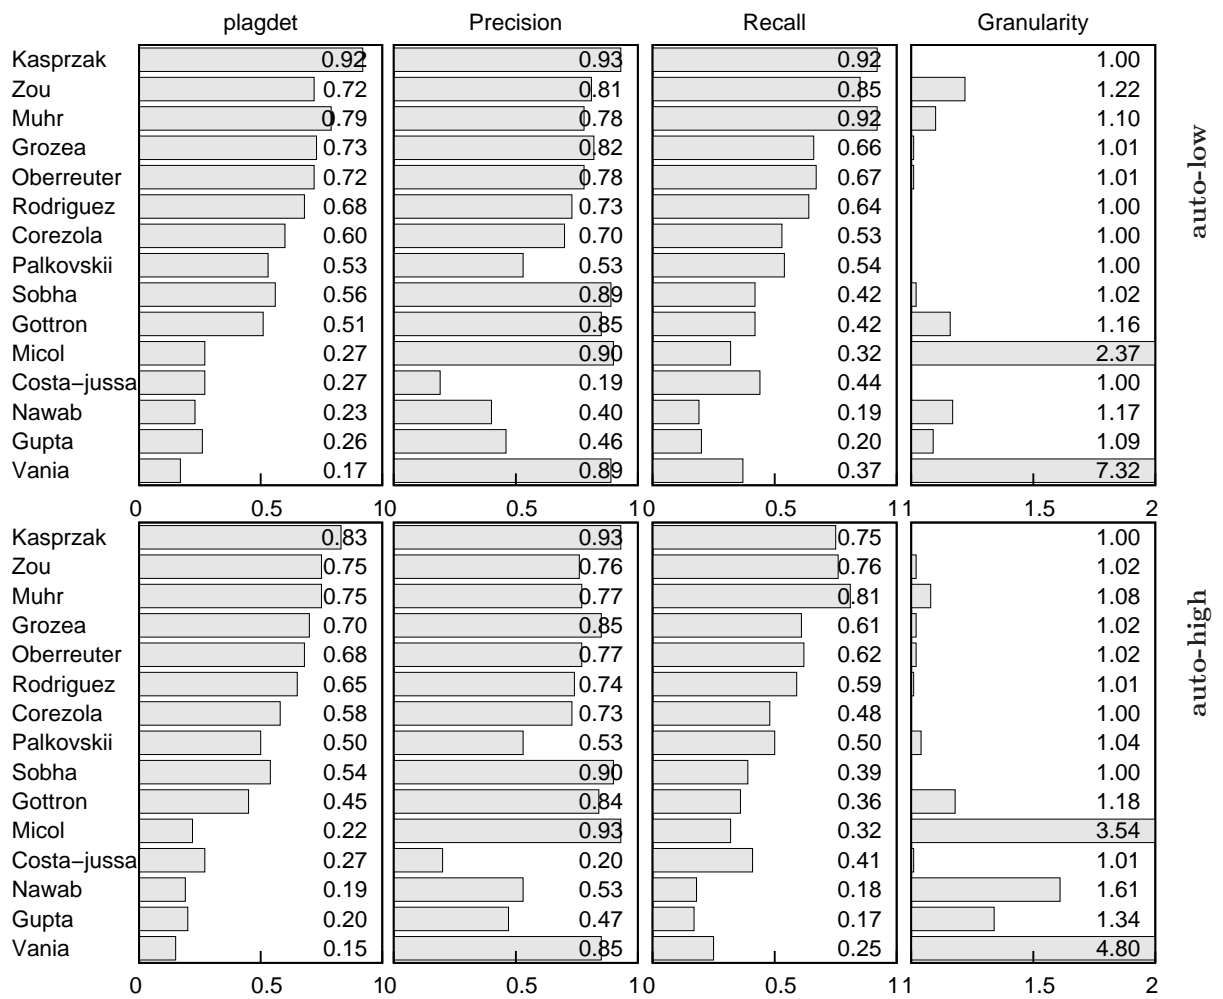 plagdet Precision Recall Granularity
Kasprzak 0.92 0.93 0.92 1.00
Zou 0.72 0.81 0.85 1.22
Muhr 0.79 0.78 0.92 1.10
Grozea 0.73 0.82 0.66 1.01
Oberreuter 0.72 0.78 0.67 1.01
Rodriguez 0.68 0.73 0.64 1.00
Corezola 0.60 0.70 0.53 1.00
Palkovskii 0.53 0.53 0.54 1.00
Sobha 0.56 0.89 0.42 1.02
Gottron 0.51 0.85 0.42 1.16
Micol 0.27 0.90 0.32 2.37
Costa−jussa 0.27 0.19 0.44 1.00
Nawab 0.23 0.40 0.19 1.17
Gupta 0.26 0.46 0.20 1.09
Vania 0.17 0.89 0.37 7.32
auto-low
0 0.5 1 0 0.5 1 0 0.5 1 1 1.5 2
Kasprzak 0.83 0.93 0.75 1.00
Zou 0.75 0.76 0.76 1.02
Muhr 0.75 0.77 0.81 1.08
Grozea 0.70 0.85 0.61 1.02
Oberreuter 0.68 0.77 0.62 1.02
Rodriguez 0.65 0.74 0.59 1.01
Corezola 0.58 0.73 0.48 1.00
Palkovskii 0.50 0.53 0.50 1.04
Sobha 0.54 0.90 0.39 1.00
Gottron 0.45 0.84 0.36 1.18
Micol 0.22 0.93 0.32 3.54
Costa−jussa 0.27 0.20 0.41 1.01
Nawab 0.19 0.53 0.18 1.61
Gupta 0.20 0.47 0.17 1.34
Vania 0.15 0.85 0.25 4.80
auto-high
0 0.5 1 0 0.5 1 0 0.5 1 1 1.5 2